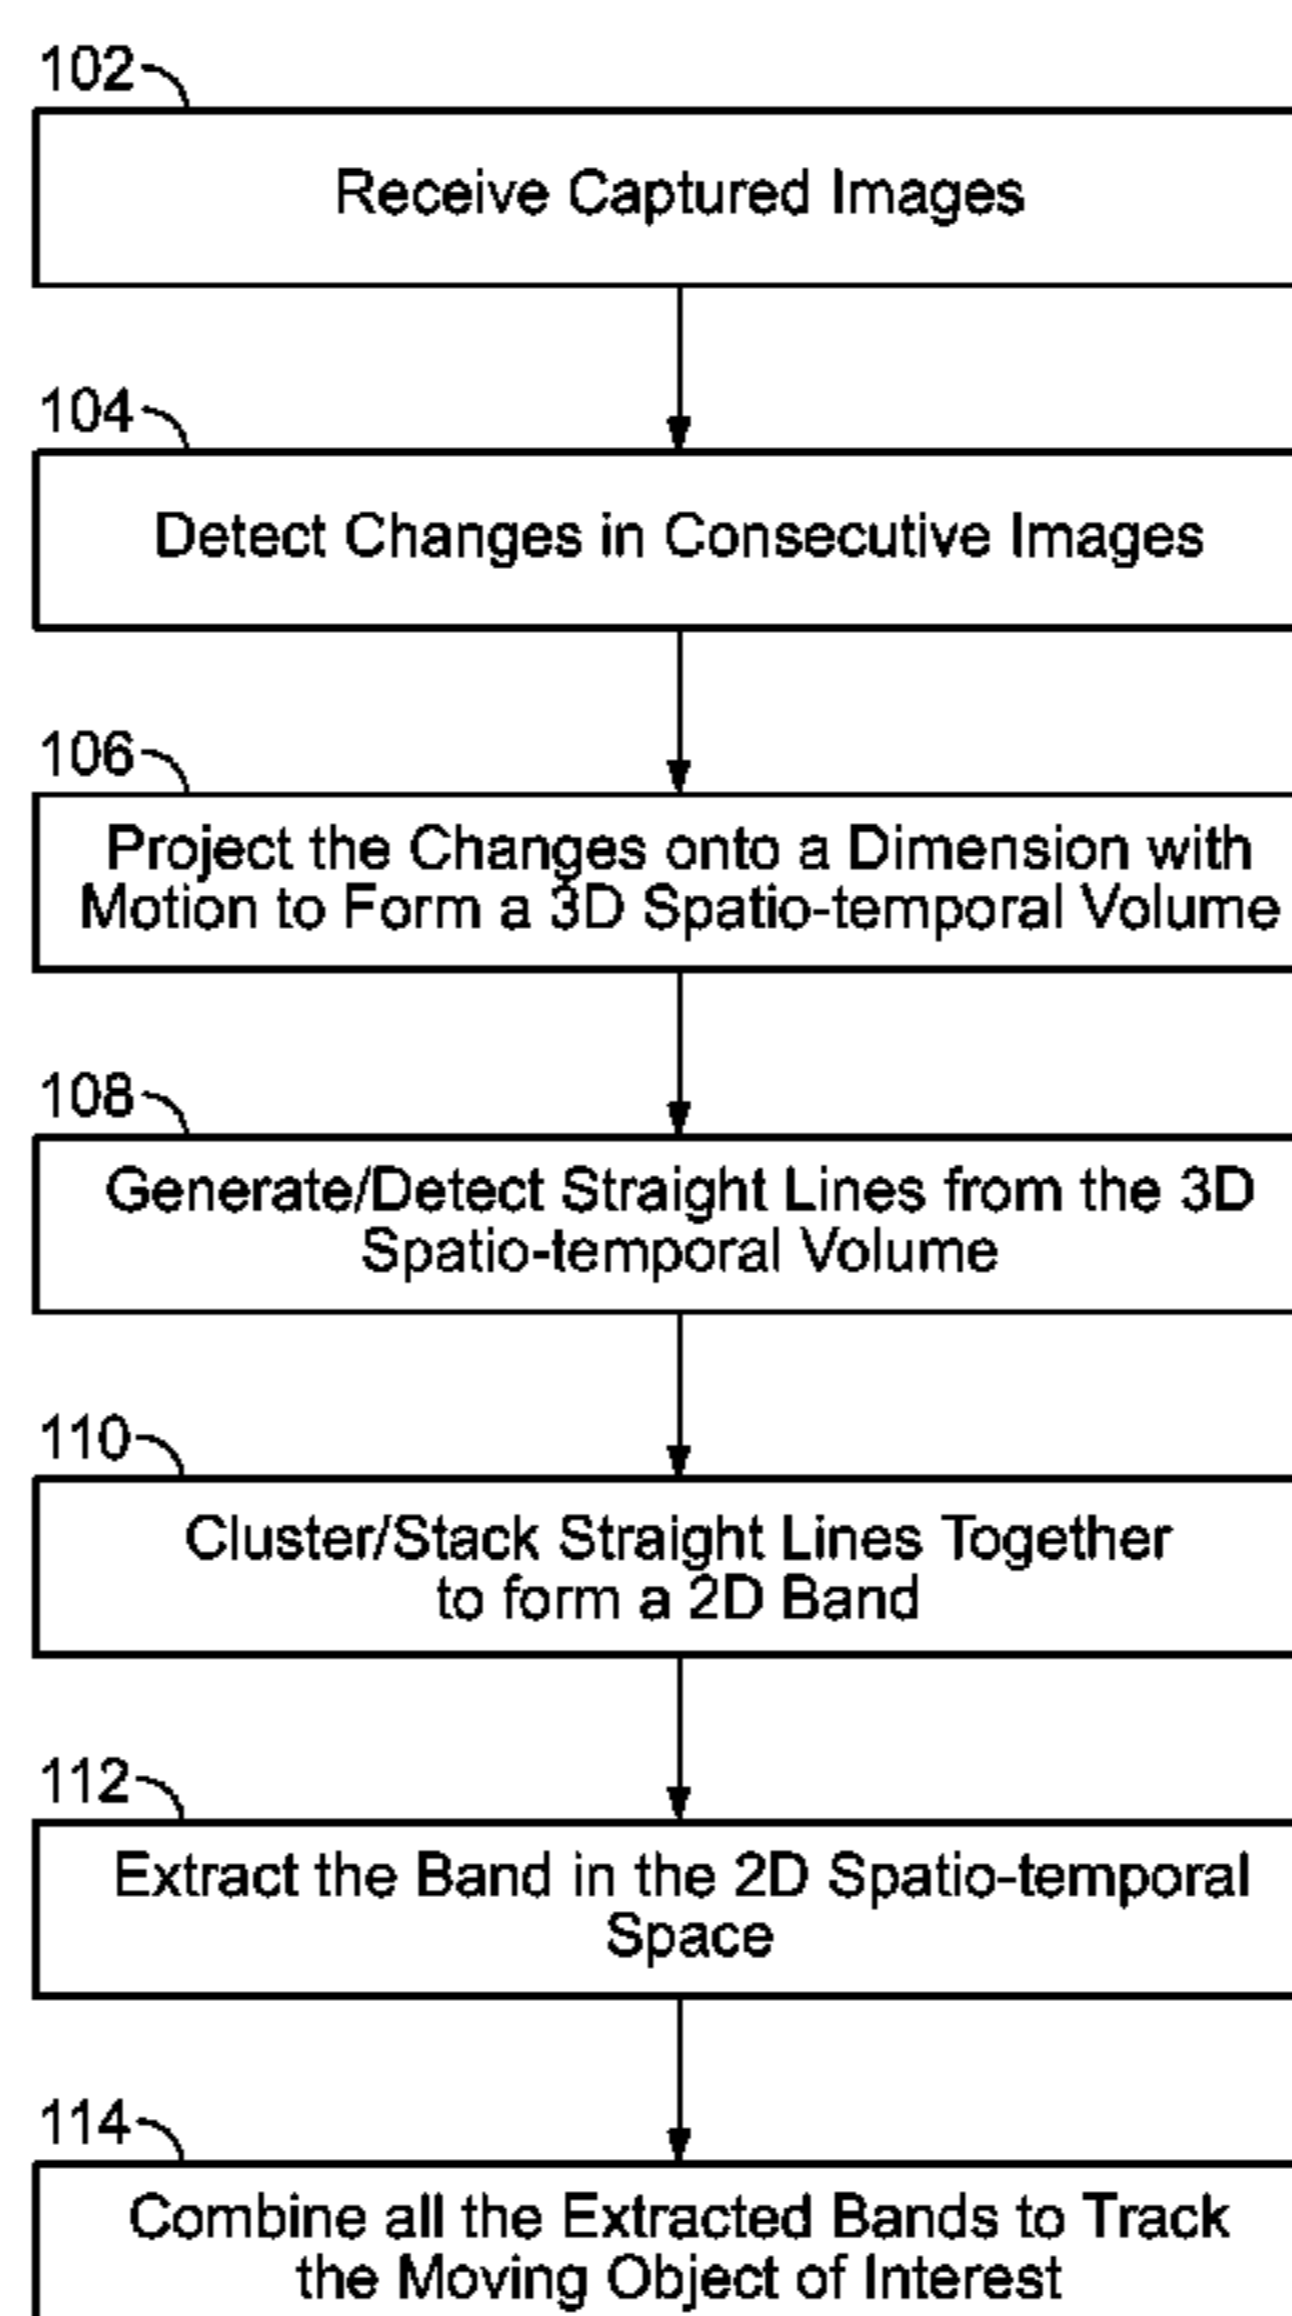 102
Receive Captured Images
104
Detect Changes in Consecutive Images
106
Project the Changes onto a Dimension with
Motion to Form a 3D Spatio-temporal Volume
108
Generate/Detect Straight Lines from the 3D
Spatio-temporal Volume
110
Cluster/Stack Straight Lines Together
to form a 2D Band
112
Extract the Band in the 2D Spatio-temporal
Space
114
Combine all the Extracted Bands to Track
the Moving Object of Interest